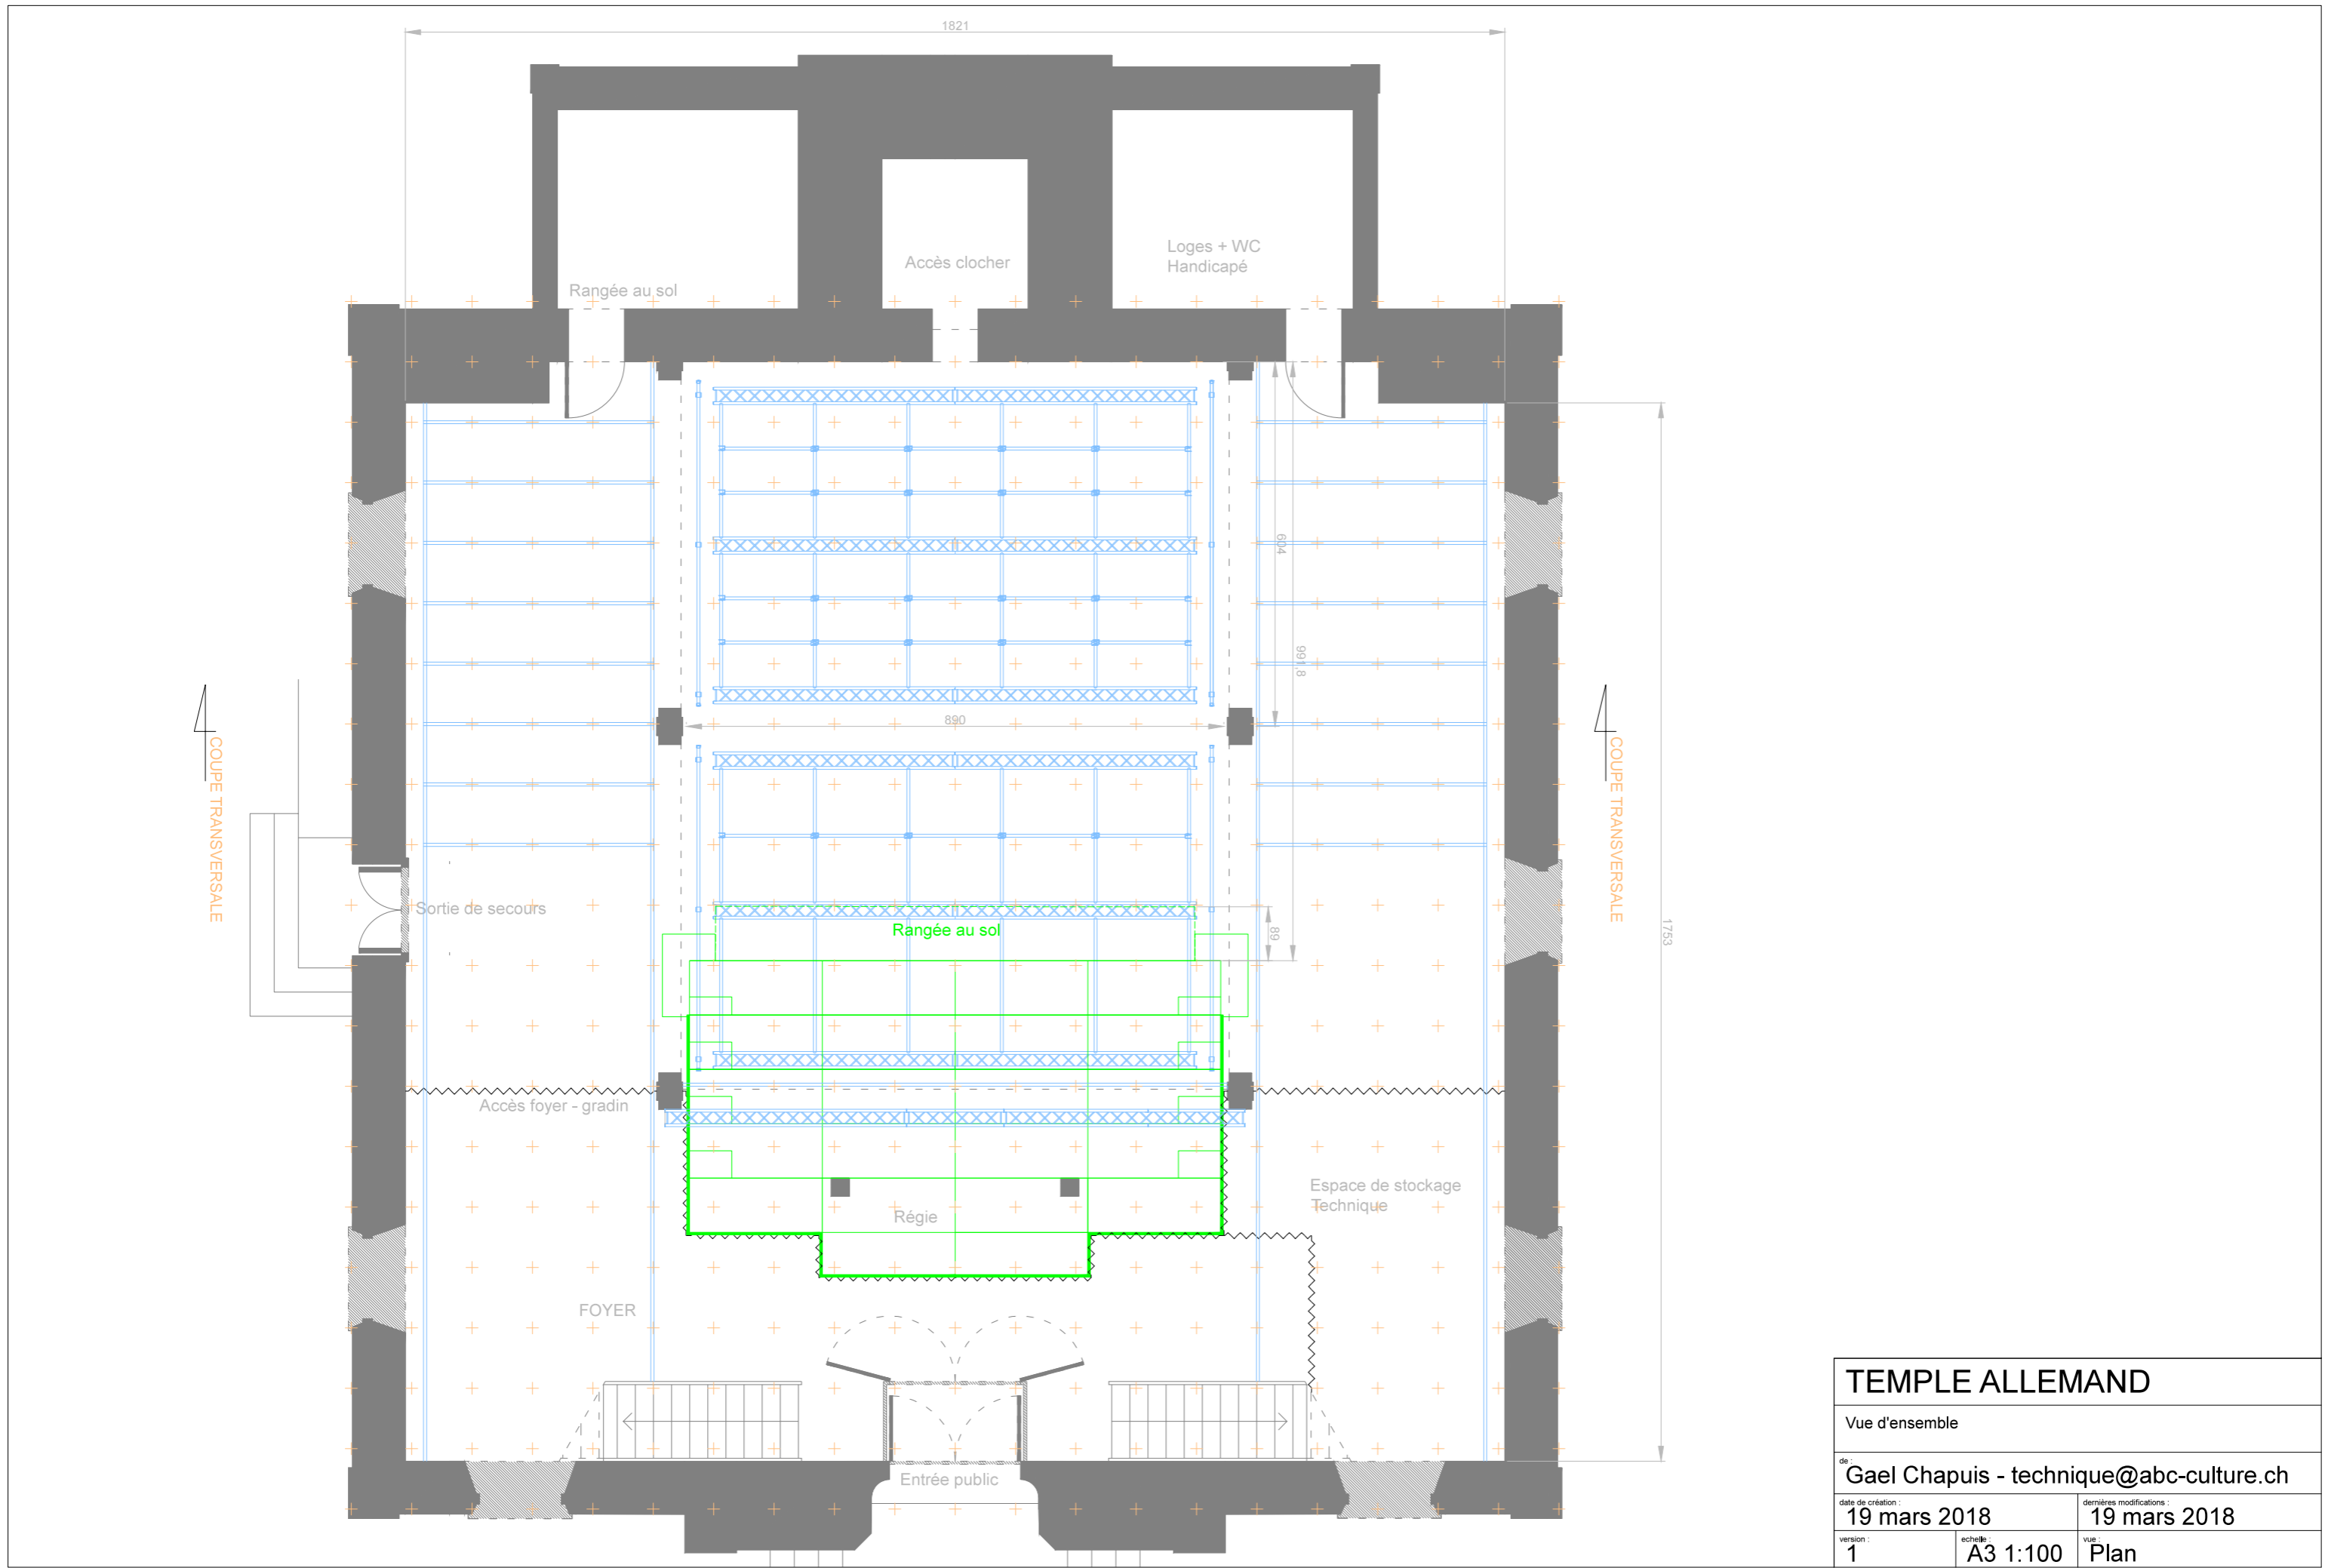 1821
Accès clocher
Loges + WC
Handicapé
Rangée au sol
604
991,8
890
COUPE TRANSVERSALE
COUPE TRANSVERSALE
Sortie de secours
Rangée au sol
89
1753
Accès foyer - gradin
Espace de stockage
Technique
Régie
FOYER
Entrée public
TEMPLE ALLEMAND
Vue d'ensemble
de :
Gael Chapuis - technique@abc-culture.ch
date de création :
19 mars 2018
dernières modifications :
19 mars 2018
version :
1
echelle :
A3 1:100
vue :
Plan